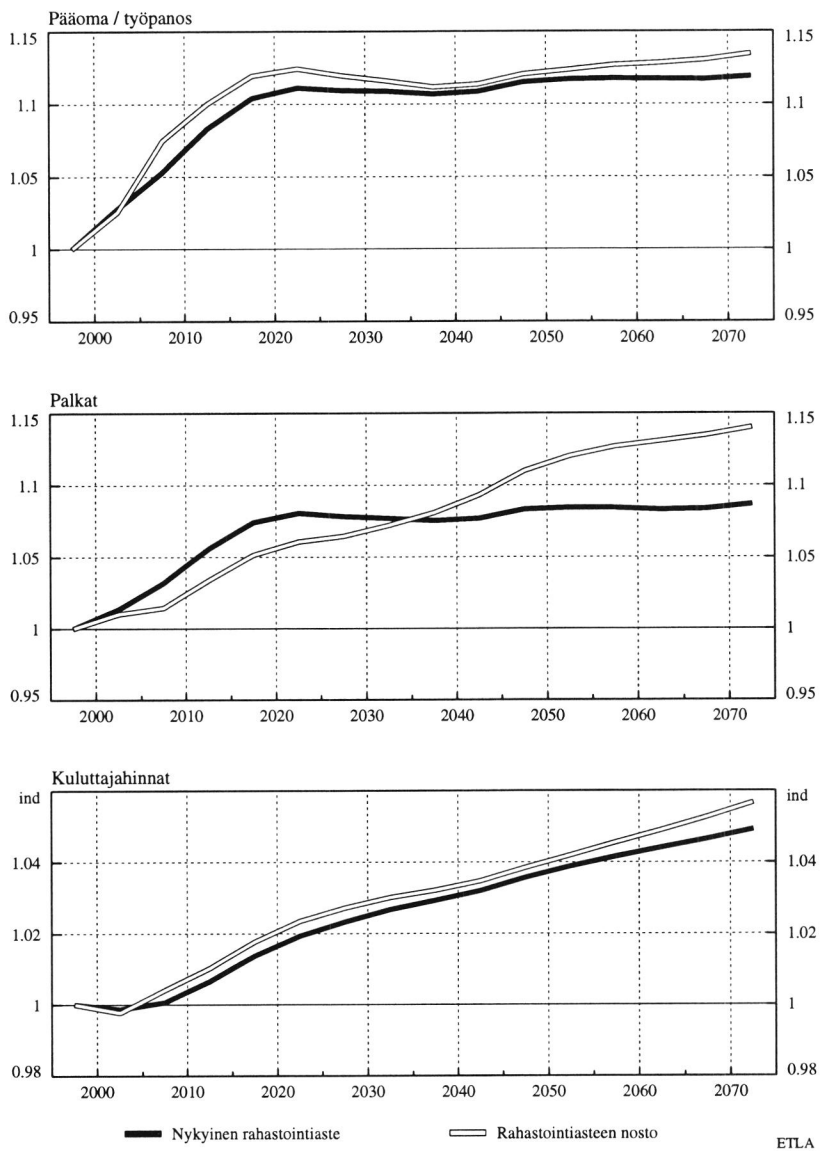 Pääoma / työpanos
1.15 1.15
1.1 1.1
1.05 1.05
1 1
0.95 0.95
2000 2010 2020 2030 2040 2050 2060 2070
Palkat
1.15 1.15
1.1 1.1
1.05 1.05
1 1
0.95 0.95
2000 2010 2020 2030 2040 2050 2060 2070
Kuluttajahinnat
ind ind
1.04 1.04
1.02 1.02
1 1
0.98 0.98
2000 2010 2020 2030 2040 2050 2060 2070
Nykyinen rahastointiaste Rahastointiasteen nosto
ETLA